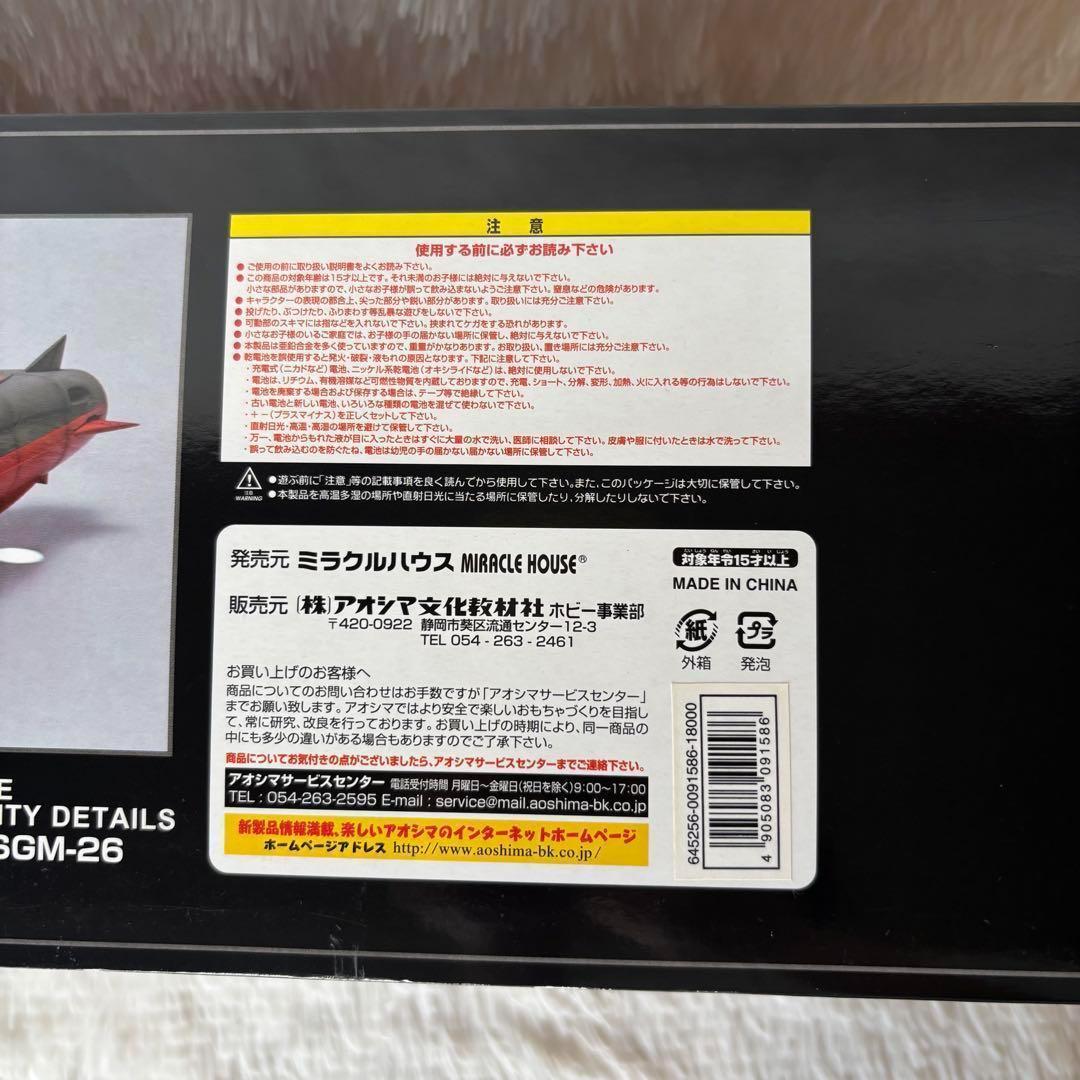 注 意
使用する前に必ずお読み下さい
●ご使用の前に取り扱い説明書をよくお読み下さい。
●この商品の対象年齢は15才以上です。それ未満のお子様には絶対に与えないで下さい。
小さな部品がありますので、小さなお子様が誤って飲み込まないようご注意下さい。窒息などの危険があります。
●キャラクターの表現の都合上、尖った部分や鋭い部分があります。取り扱いには充分ご注意下さい。
●投げたり、ぶつけたり、ふりまわす等乱暴な遊びをしないで下さい。
●可動部のスキマには指などを入れないで下さい。挟まれてケガをする恐れがあります。
●小さなお子様のいるご家庭では、お子様の手の届かない場所に保管し、絶対に与えないで下さい。
●本製品は亜鉛合金を多く使っていますので、重量がかなりあります。お取り扱い、置き場所には充分ご注意下さい。
●乾電池を誤使用すると発火・破裂・液もれの原因となります。下記に注意して下さい。
・充電式(ニカドなど)電池、ニッケル系乾電池(オキシライドなど)は、絶対に使用しないで下さい。
・電池は、リチウム、有機溶媒など可燃性物質を内蔵しておりますので、充電、ショート、分解、変形、加熱、火に入れる等の行為はしないで下さい。
・電池を廃棄する場合および保存する場合は、テープ等で絶縁して下さい。
・古い電池と新しい電池、いろいろな種類の電池を混ぜて使わないで下さい。
・+−(プラスマイナス)を正しくセットして下さい。
・直射日光・高温・高湿の場所を避けて保管して下さい。
・万一、電池からもれた液が目に入ったときはすぐに大量の水で洗い、医師に相談して下さい。皮膚や服に付いたときは水で洗って下さい。
・誤って飲み込むのを防ぐため、電池は幼児の手の届かない届かない場所に保管して下さい。
注意
WARNING
●遊ぶ前に「注意」等の記載事項を良く読んでから使用して下さい。また、このパッケージは大切に保管して下さい。
●本製品を高温多湿の場所や直射日光に当たる場所に保管したり、分解したりしないで下さい。
発売元 ミラクルハウス MIRACLE HOUSE®
販売元 (株)アオシマ文化教材社 ホビー事業部
〒420-0922 静岡市葵区流通センター12-3
TEL 054 - 263 - 2461
たいしょうねんれい さいいじょう
対象年令15才以上
MADE IN CHINA
紙
プラ
外箱
発泡
お買い上げのお客様へ
商品についてのお問い合わせはお手数ですが「アオシマサービスセンター」
までお願い致します。アオシマではより安全で楽しいおもちゃづくりを目指し
て、常に研究、改良を行っております。お買い上げの時期により、同一商品の
中にも多少の違いがある場合もありますのでご了承下さい。
商品についてお気付きの点がございましたら、アオシマサービスセンターまでご連絡下さい。
アオシマサービスセンター 電話受付時間 月曜日〜金曜日(祝日を除く)9:00〜17:00
TEL : 054-263-2595 E-mail : service@mail.aoshima-bk.co.jp
新製品情報満載、楽しいアオシマのインターネットホームページ
ホームページアドレス http://www.aoshima-bk.co.jp/
645256-0091586-18000
4 905083 091586
E
ITY DETAILS
SGM-26